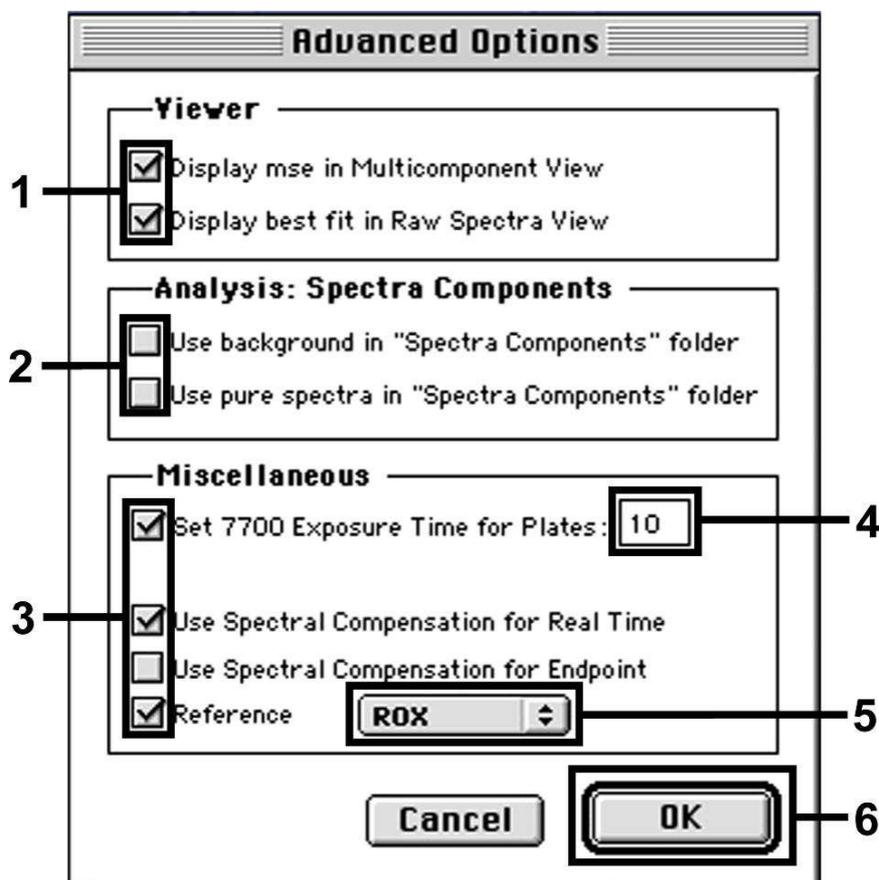 Advanced Options
Viewer
1
Display mse in Multicomponent View
Display best fit in Raw Spectra View
Analysis: Spectra Components
2
Use background in "Spectra Components" folder
Use pure spectra in "Spectra Components" folder
Miscellaneous
Set 7700 Exposure Time for Plates: 10 4
3
Use Spectral Compensation for Real Time
Use Spectral Compensation for Endpoint
Reference ROX 5
Cancel OK 6